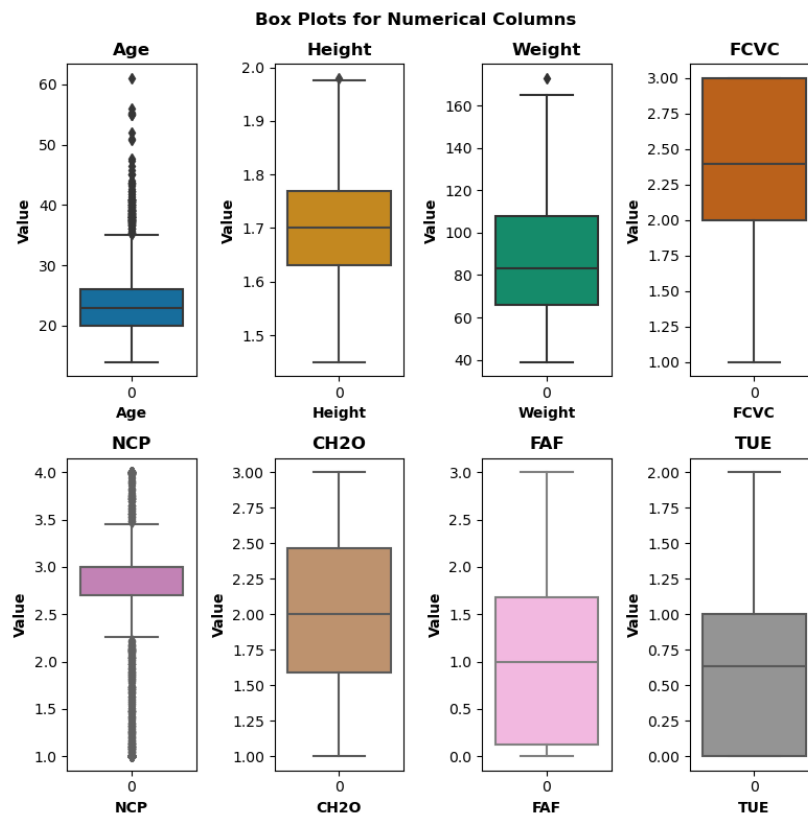 Box Plots for Numerical Columns
Age
Height
Weight
FCVC
60
50
40
30
20
Value
0
Age
2.0
1.9
1.8
1.7
1.6
1.5
Value
0
Height
160
140
120
100
80
60
40
Value
0
Weight
3.00
2.75
2.50
2.25
2.00
1.75
1.50
1.25
1.00
Value
0
FCVC
NCP
CH2O
FAF
TUE
4.0
3.5
3.0
2.5
2.0
1.5
1.0
Value
0
NCP
3.00
2.75
2.50
2.25
2.00
1.75
1.50
1.25
1.00
Value
0
CH2O
3.0
2.5
2.0
1.5
1.0
0.5
0.0
Value
0
FAF
2.00
1.75
1.50
1.25
1.00
0.75
0.50
0.25
0.00
Value
0
TUE